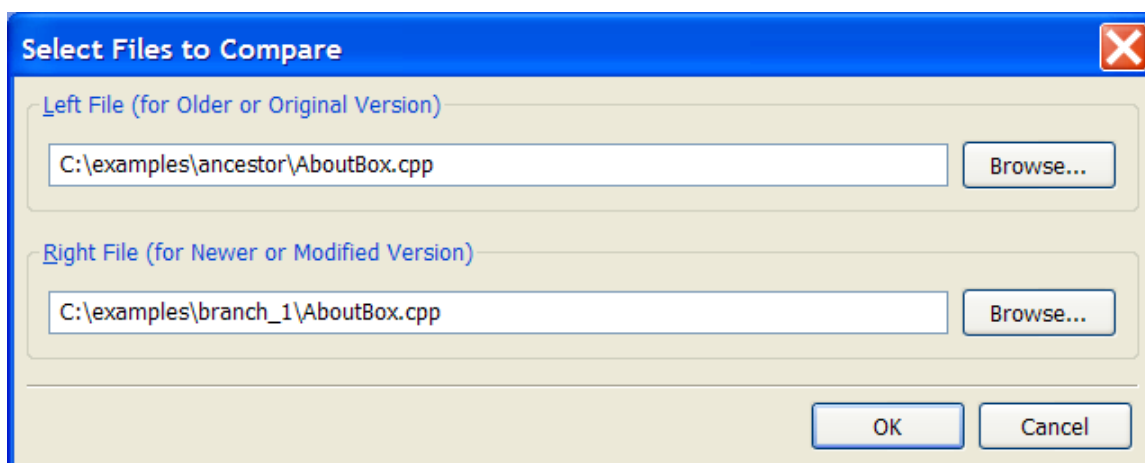 Select Files to Compare
Left File (for Older or Original Version)
C:\examples\ancestor\AboutBox.cpp
Browse...
Right File (for Newer or Modified Version)
C:\examples\branch_1\AboutBox.cpp
Browse...
OK
Cancel